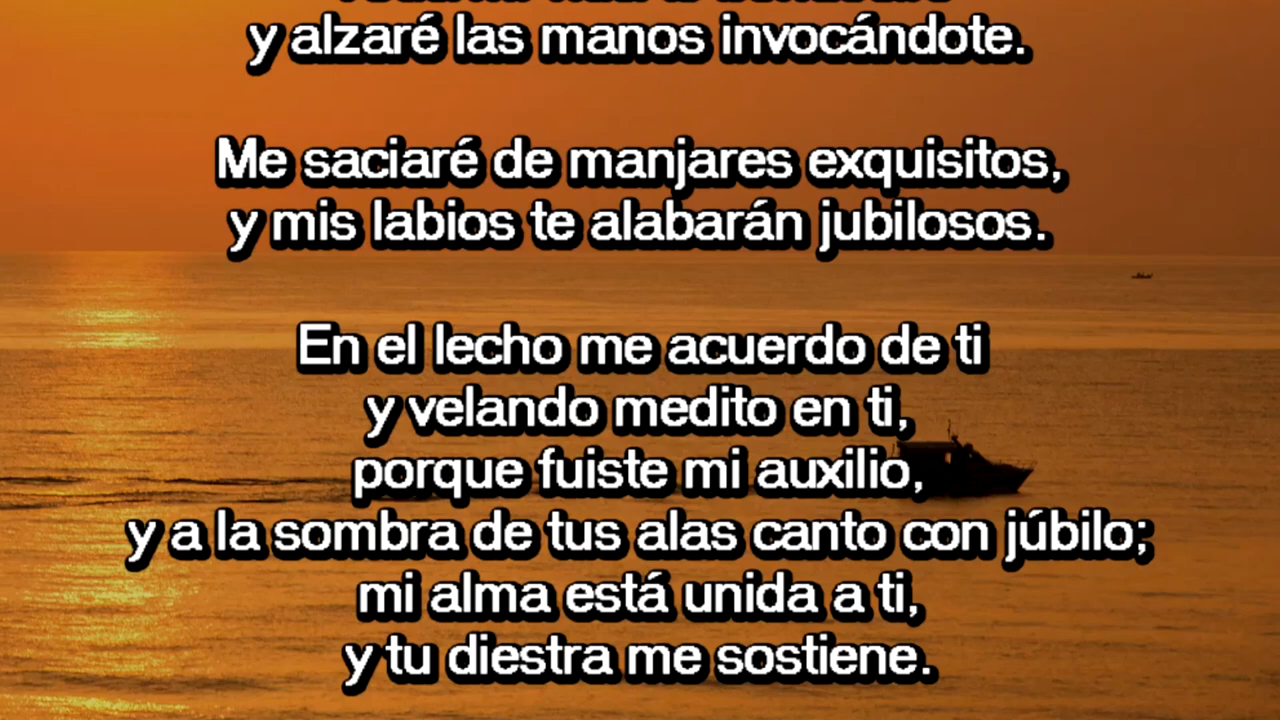 y alzaré las manos invocándote.
Me saciaré de manjares exquisitos,
y mis labios te alabarán jubilosos.
En el lecho me acuerdo de ti
y velando medito en ti,
porque fuiste mi auxilio,
y a la sombra de tus alas canto con júbilo;
mi alma está unida a ti,
y tu diestra me sostiene.